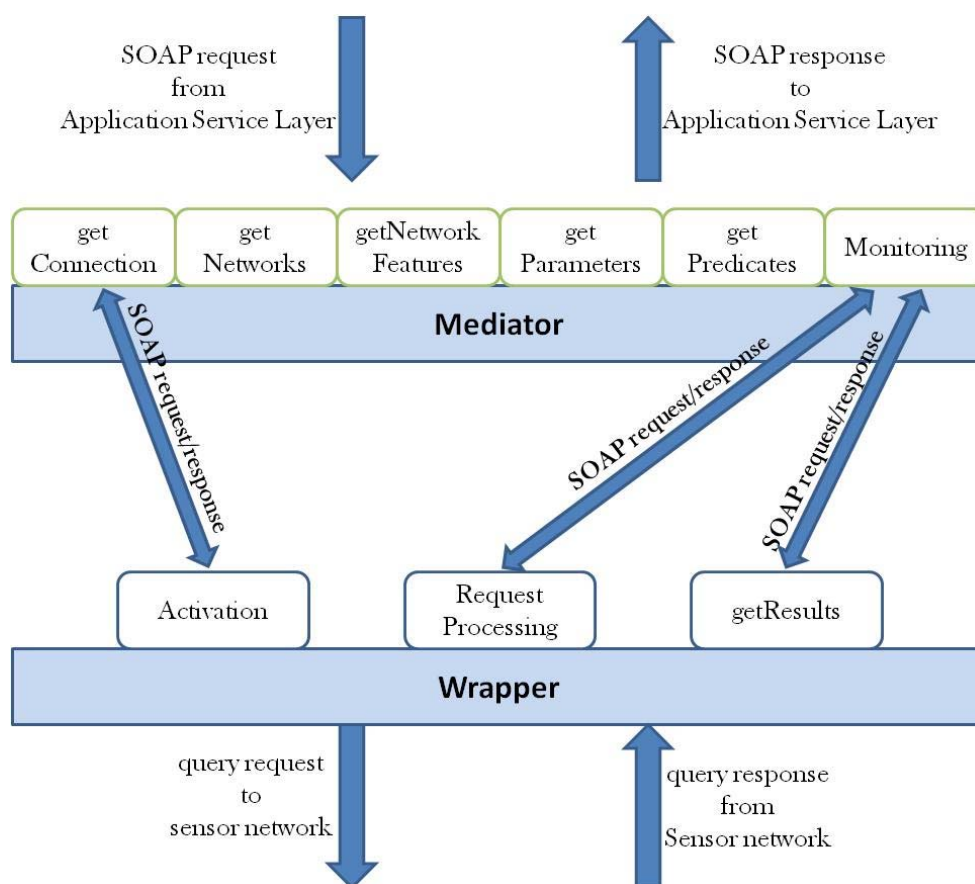 SOAP request
from
Application Service Layer
SOAP response
to
Application Service Layer
get
Connection
get
Networks
getNetwork
Features
get
Parameters
get
Predicates
Monitoring
Mediator
SOAP request/response
SOAP request/response
SOAP request/response
Activation
Request
Processing
getResults
Wrapper
query request
to
sensor network
query response
from
Sensor network